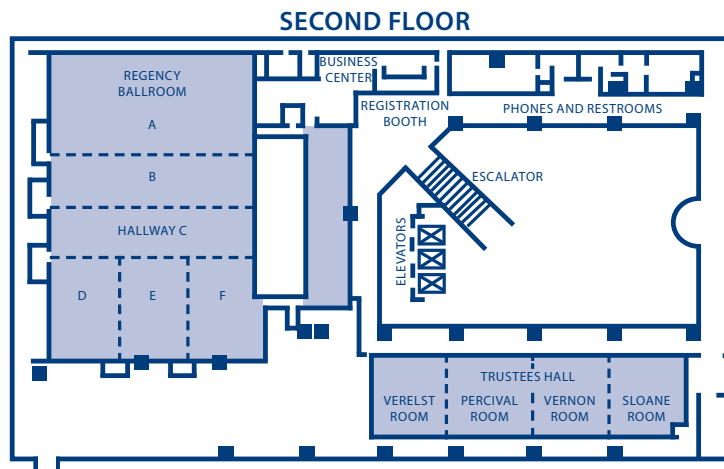 SECOND FLOOR
REGENCY
BALLROOM
A
B
HALLWAY C
D
E
F
BUSINESS
CENTER
REGISTRATION
BOOTH
PHONES AND RESTROOMS
ESCALATOR
ELEVATORS
TRUSTEES HALL
VERELST
ROOM
PERCIVAL
ROOM
VERNON
ROOM
SLOANE
ROOM